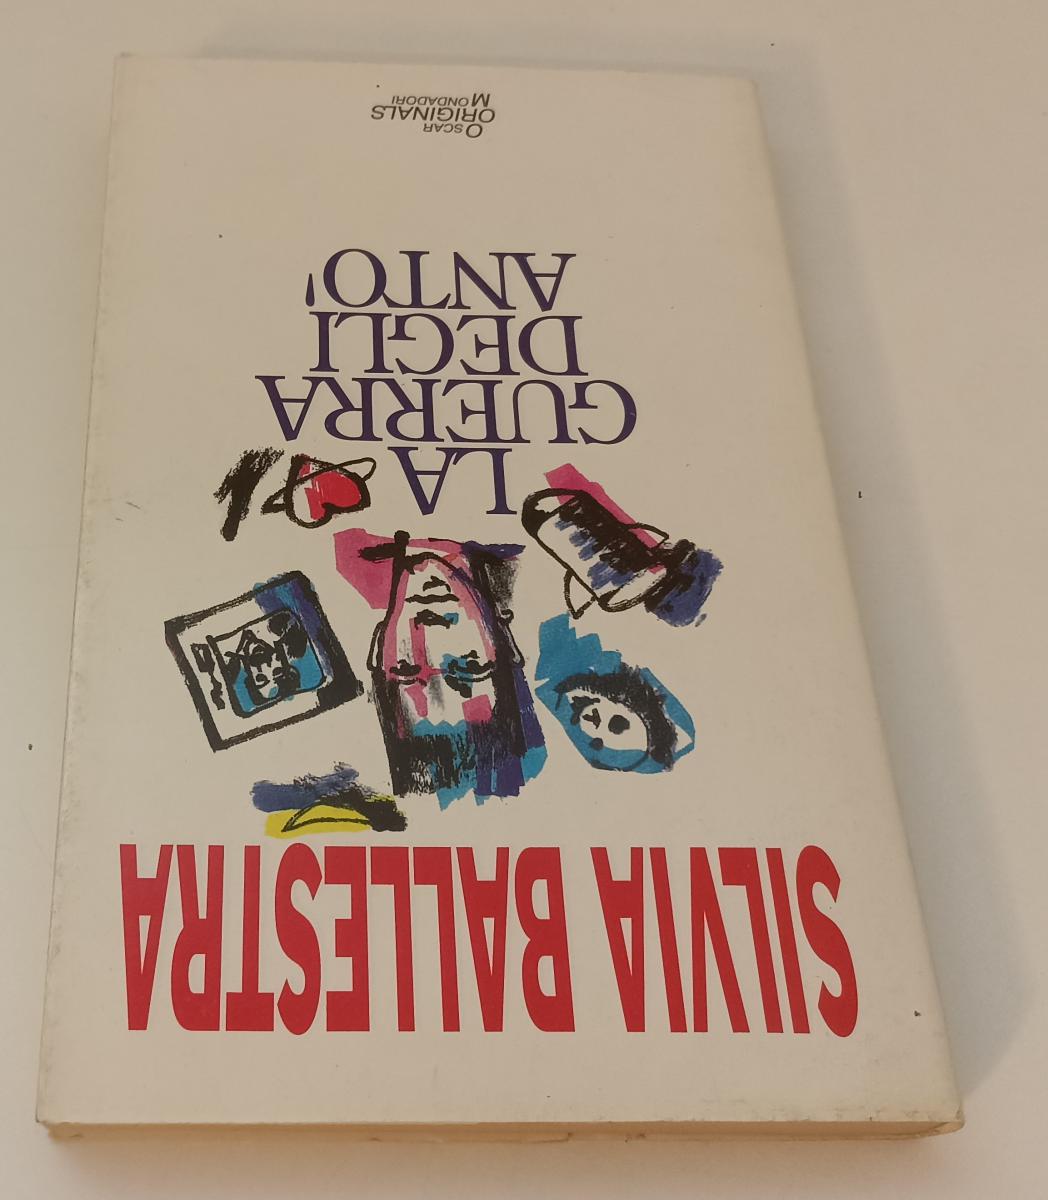 SILVIA BALLESTRA
LA
GUERRA
DEGLI
ANTO'
OSCAR
ORIGINALS
MONDADORI